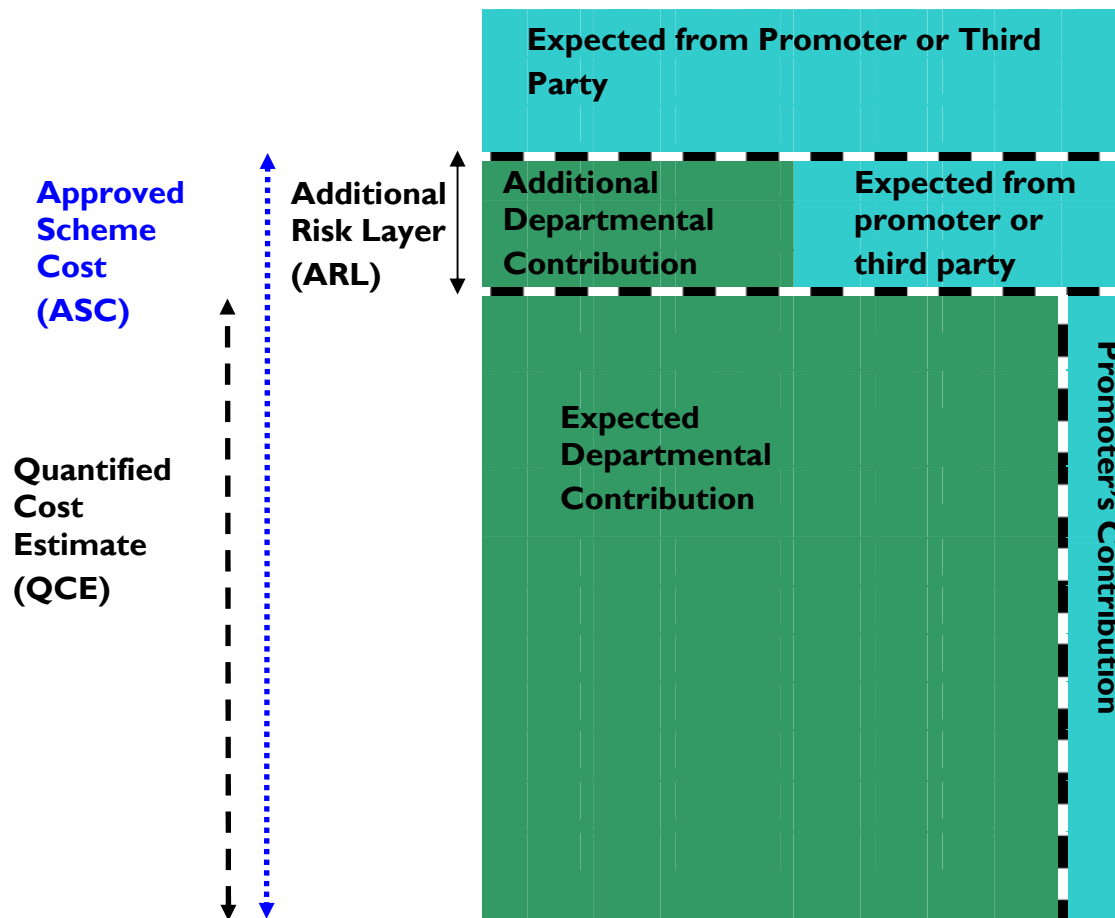 Expected from Promoter or Third
Party
Approved
Scheme
Cost
(ASC)
Additional
Risk Layer
(ARL)
Additional
Departmental
Contribution
Expected from
promoter or
third party
Quantified
Cost
Estimate
(QCE)
Expected
Departmental
Contribution
Promoter's Contribution